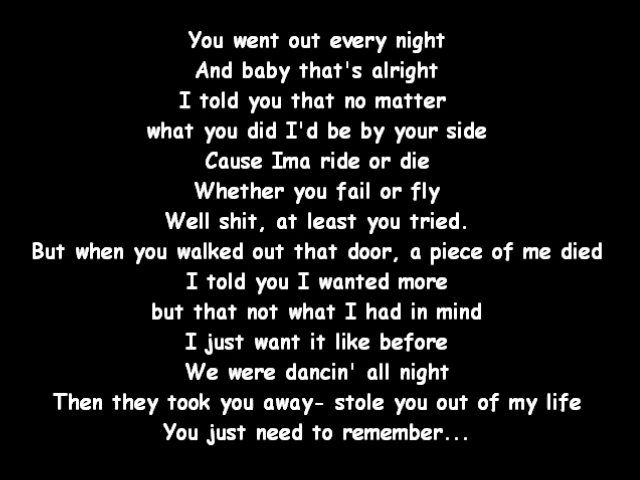 You went out every night
And baby that's alright
I told you that no matter
what you did I'd be by your side
Cause Ima ride or die
Whether you fail or fly
Well shit, at least you tried.
But when you walked out that door, a piece of me died
I told you I wanted more
but that not what I had in mind
I just want it like before
We were dancin' all night
Then they took you away- stole you out of my life
You just need to remember...